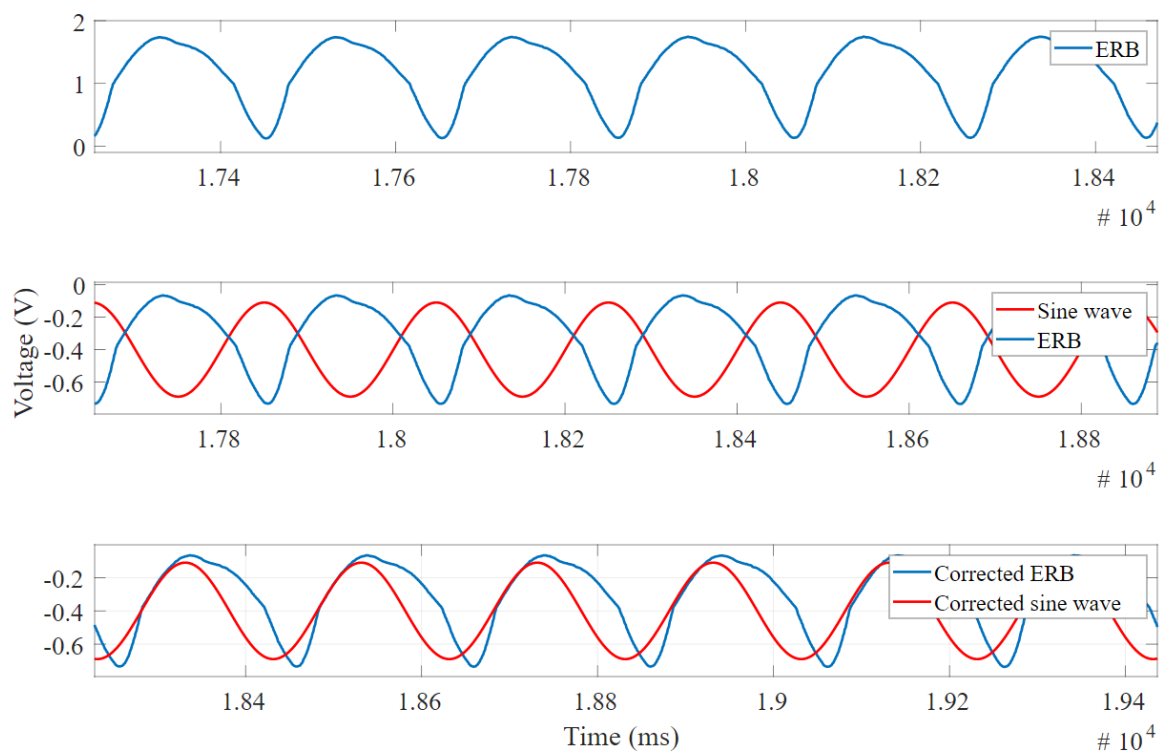 2
1
0
ERB
1.74 1.76 1.78 1.8 1.82 1.84
# 10^4
Voltage (V)
0
-0.2
-0.4
-0.6
Sine wave
ERB
1.78 1.8 1.82 1.84 1.86 1.88
# 10^4
-0.2
-0.4
-0.6
Corrected ERB
Corrected sine wave
1.84 1.86 1.88 1.9 1.92 1.94
Time (ms)
# 10^4